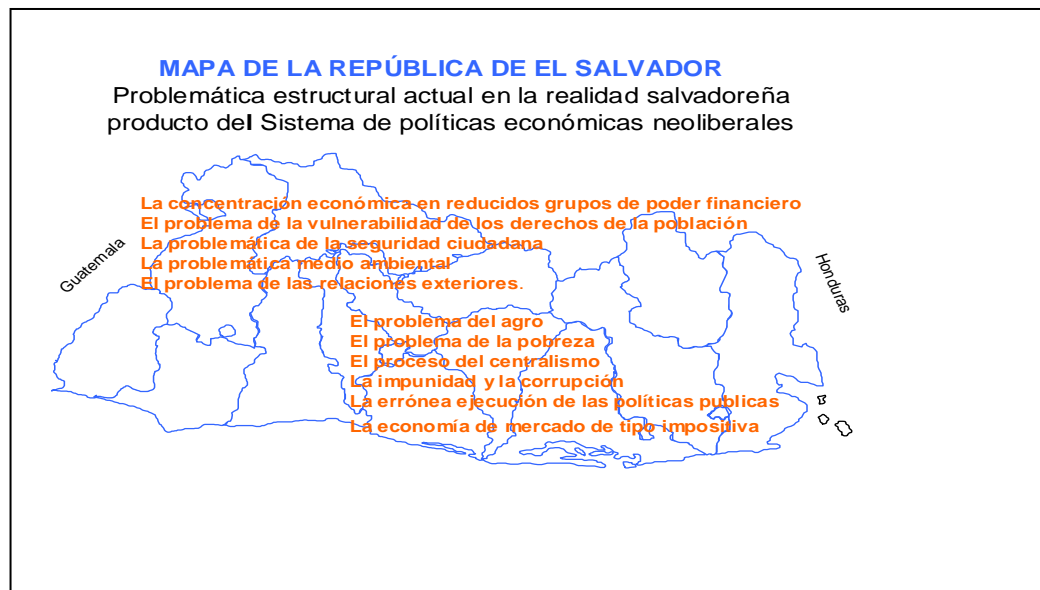 MAPA DE LA REPÚBLICA DE EL SALVADOR
Problemática estructural actual en la realidad salvadoreña
producto del Sistema de políticas económicas neoliberales
La concentración económica en reducidos grupos de poder financiero
El problema de la vulnerabilidad de los derechos de la población
La problemática de la seguridad ciudadana
La problemática medio ambiental
El problema de las relaciones exteriores.
Guatemala
Honduras
El problema del agro
El problema de la pobreza
El proceso del centralismo
La impunidad y la corrupción
La errónea ejecución de las políticas publicas
La economía de mercado de tipo impositiva